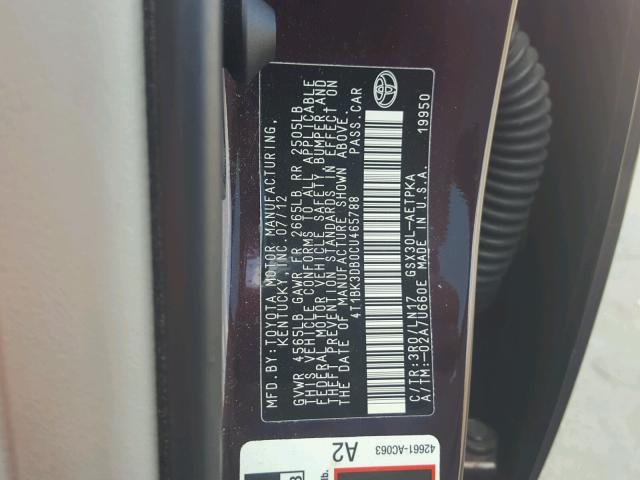 MFD.BY:TOYOTA MOTOR MANUFACTURING,
KENTUCKY, INC. 07/12
GVWR 4565LB GAWR FR 2665LB RR 2505LB
THIS VEHICLE CONFORMS TO ALL APPLICABLE
FEDERAL MOTOR VEHICLE SAFETY BUMPER, AND
THEFT PREVENTION STANDARDS IN EFFECT ON
THE DATE OF MANUFACTURE SHOWN ABOVE.
4T1BK3DB0CU465788 PASS.CAR
C/TR:3R0/LN17 GSX30L-AETPKA
A/TM:-02A/U660E MADE IN U.S.A. 19950
42661-AC063
A2
lb.